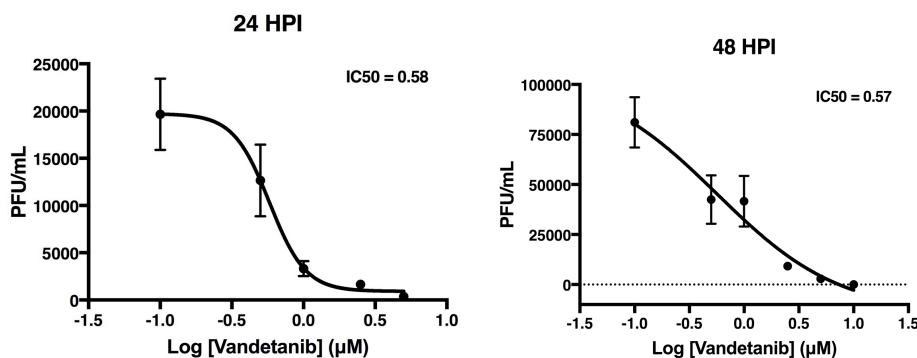 24 HPI
IC50 = 0.58
25000
20000
15000
10000
5000
0
PFU/mL
-1.5 -1.0 -0.5 0.0 0.5 1.0
Log [Vandetanib] (µM)
48 HPI
IC50 = 0.57
100000
75000
50000
25000
0
PFU/mL
-1.5 -1.0 -0.5 0.0 0.5 1.0 1.5
Log [Vandetanib] (µM)